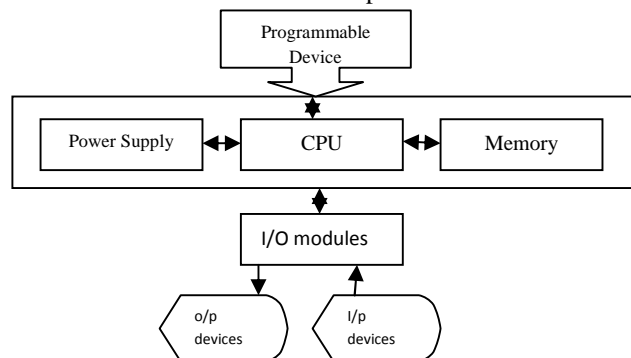 Programmable
Device
Power Supply
CPU
Memory
I/O modules
o/p
devices
I/p
devices